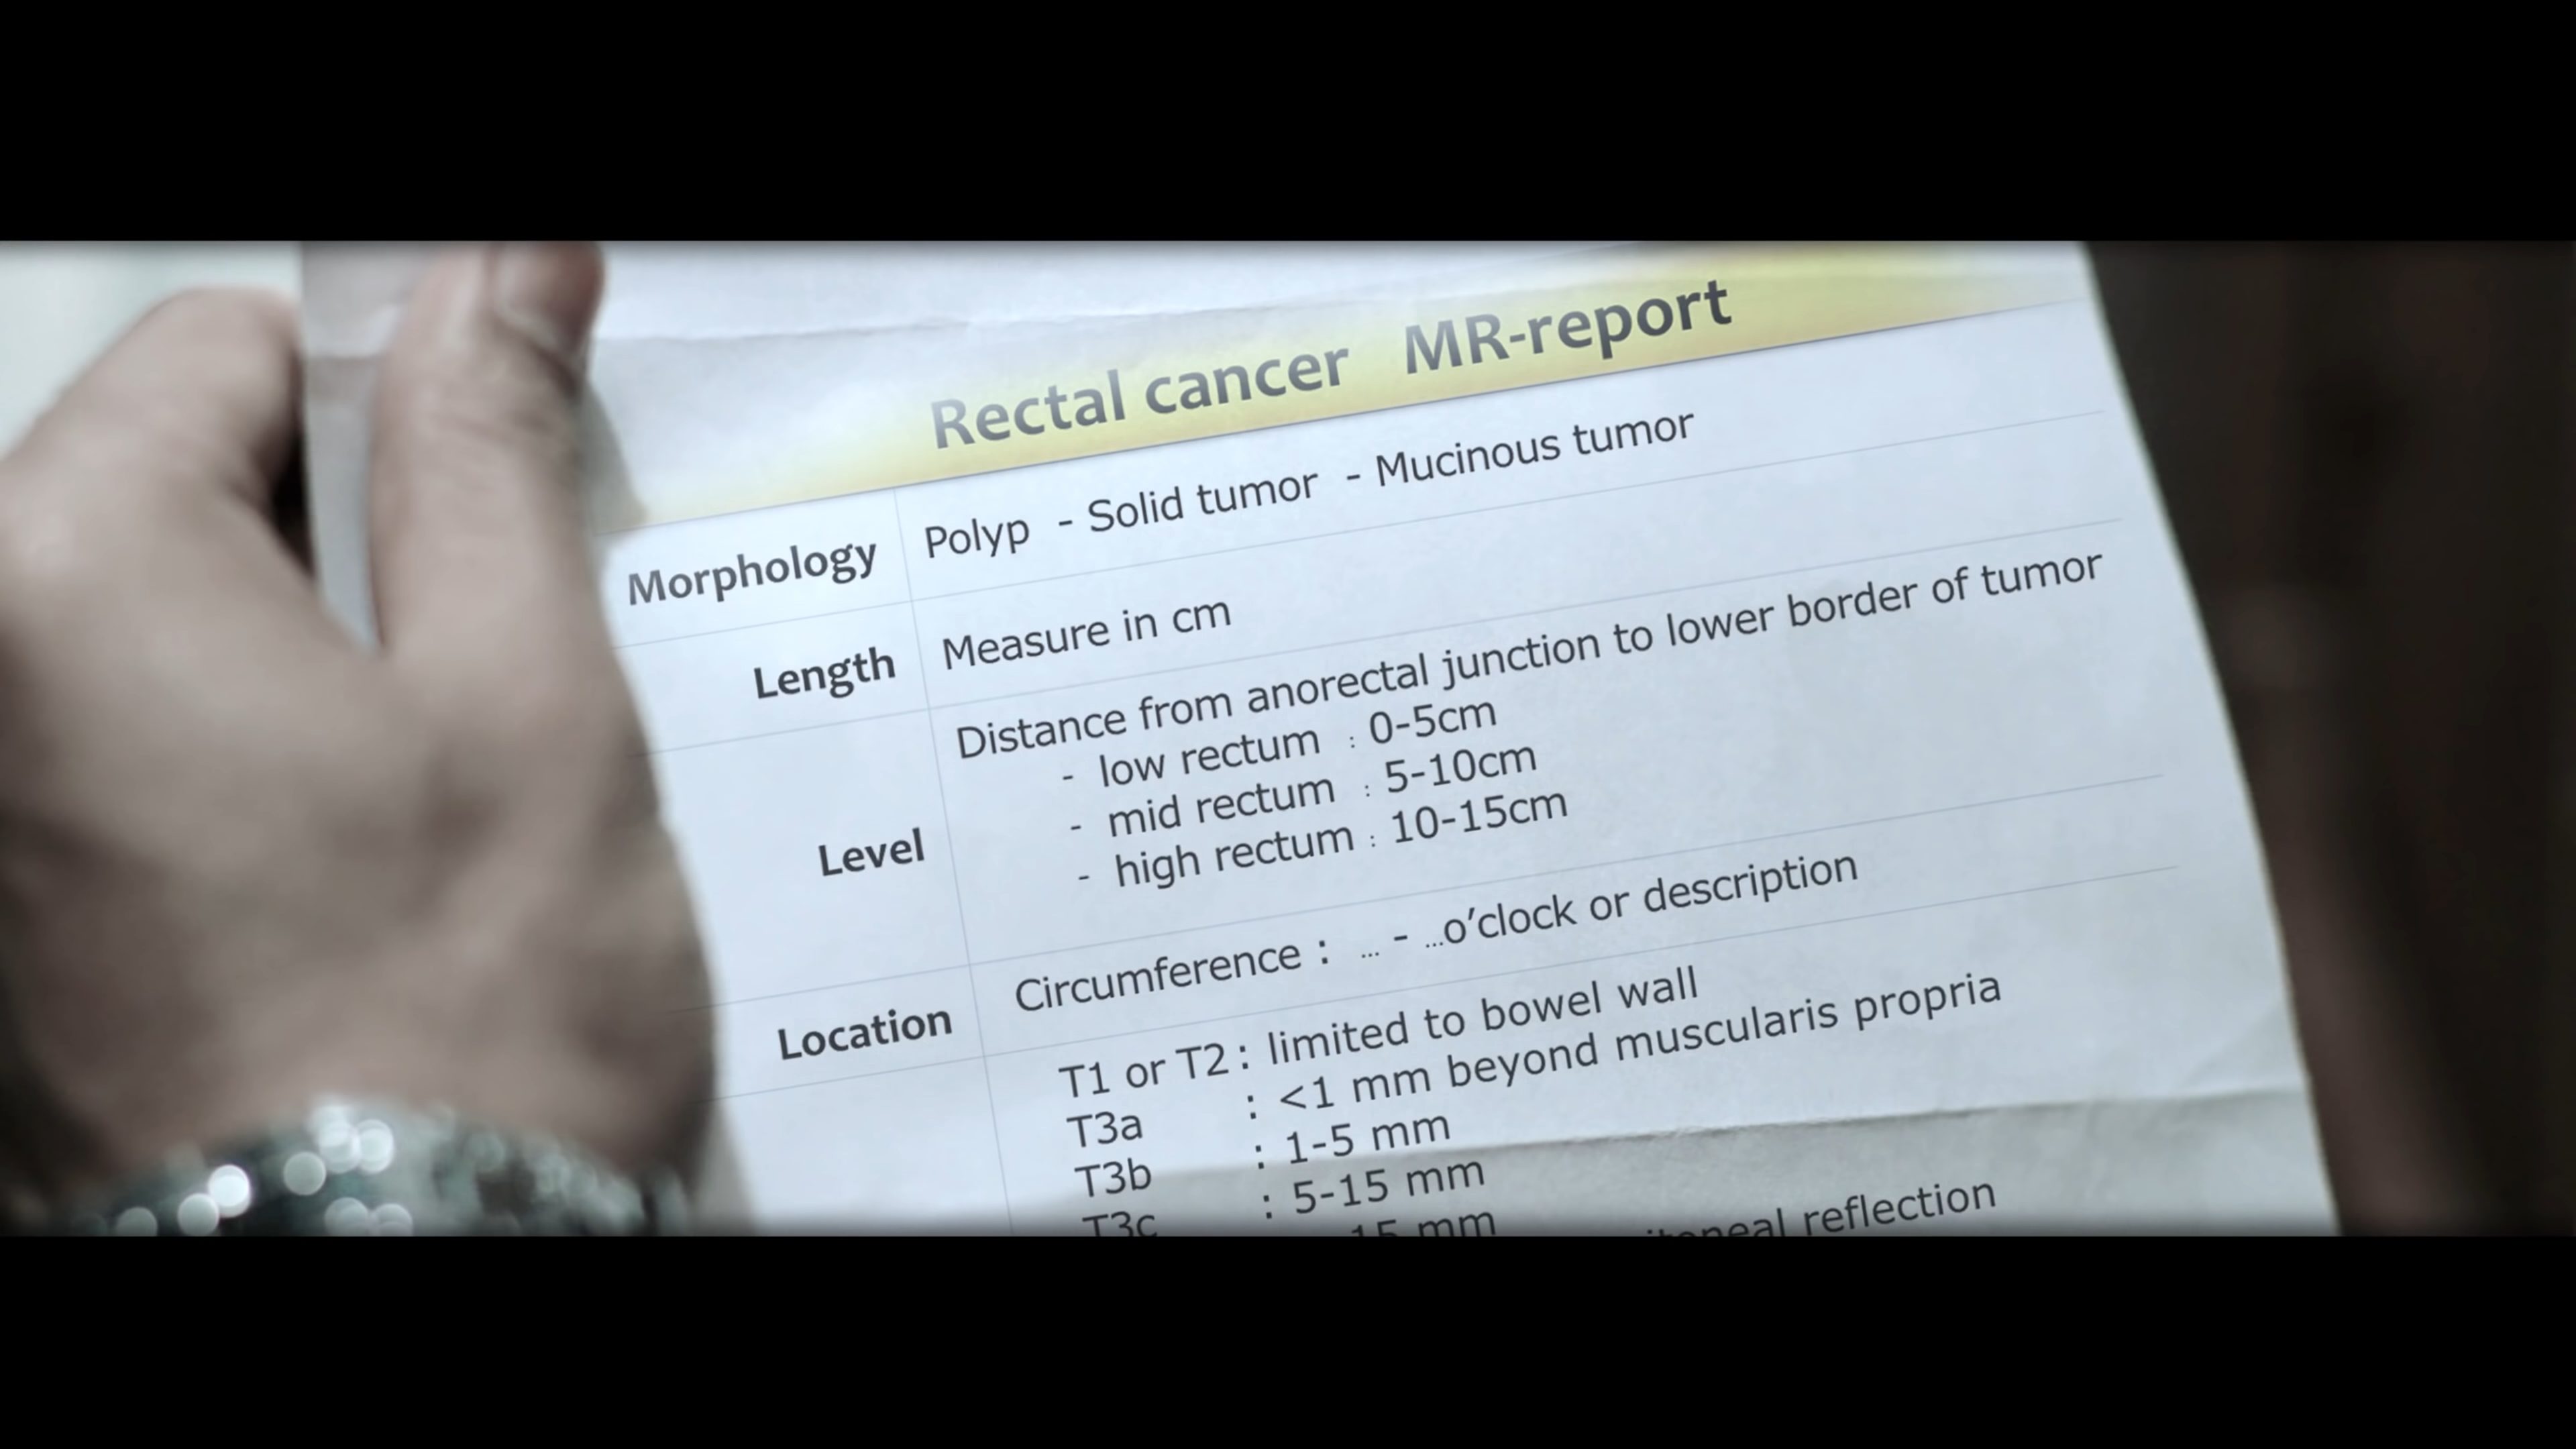 Rectal cancer MR-report
Morphology Polyp - Solid tumor - Mucinous tumor
Length Measure in cm
Level Distance from anorectal junction to lower border of tumor
- low rectum : 0-5cm
- mid rectum : 5-10cm
- high rectum : 10-15cm
Location Circumference : ... - ...o’clock or description
T1 or T2 : limited to bowel wall
T3a : <1 mm beyond muscularis propria
T3b : 1-5 mm
T3c : 5-15 mm
15 mm
reflection